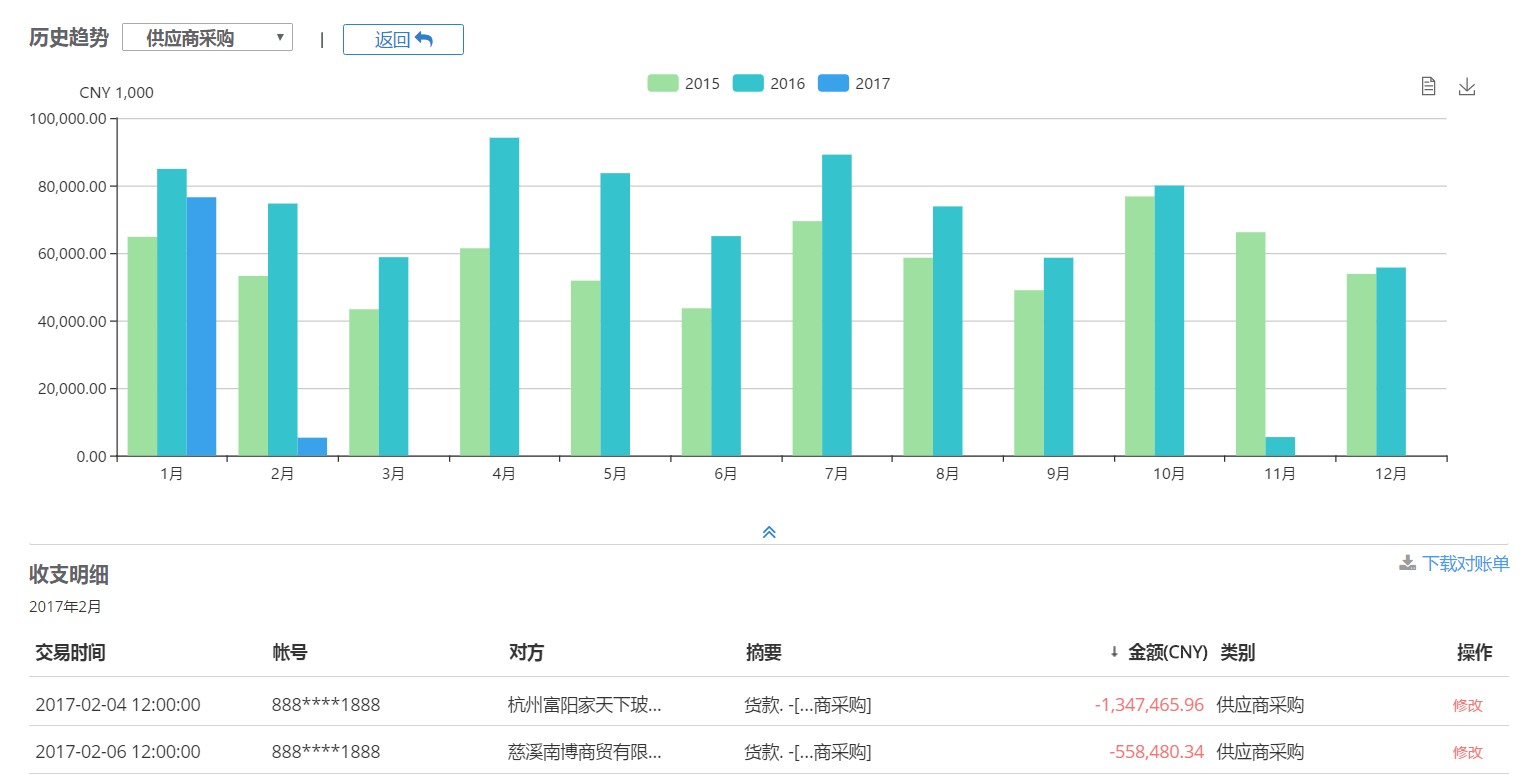 历史趋势 供应商采购 ▼ | 返回
2015 2016 2017
CNY 1,000
100,000.00
80,000.00
60,000.00
40,000.00
20,000.00
0.00
1月 2月 3月 4月 5月 6月 7月 8月 9月 10月 11月 12月
下载对账单
收支明细
2017年2月
交易时间 帐号 对方 摘要 金额(CNY) 类别 操作
2017-02-04 12:00:00 888****1888 杭州富阳家天下玻... 货款. -[...商采购] -1,347,465.96 供应商采购 修改
2017-02-06 12:00:00 888****1888 慈溪南博商贸有限... 货款. -[...商采购] -558,480.34 供应商采购 修改